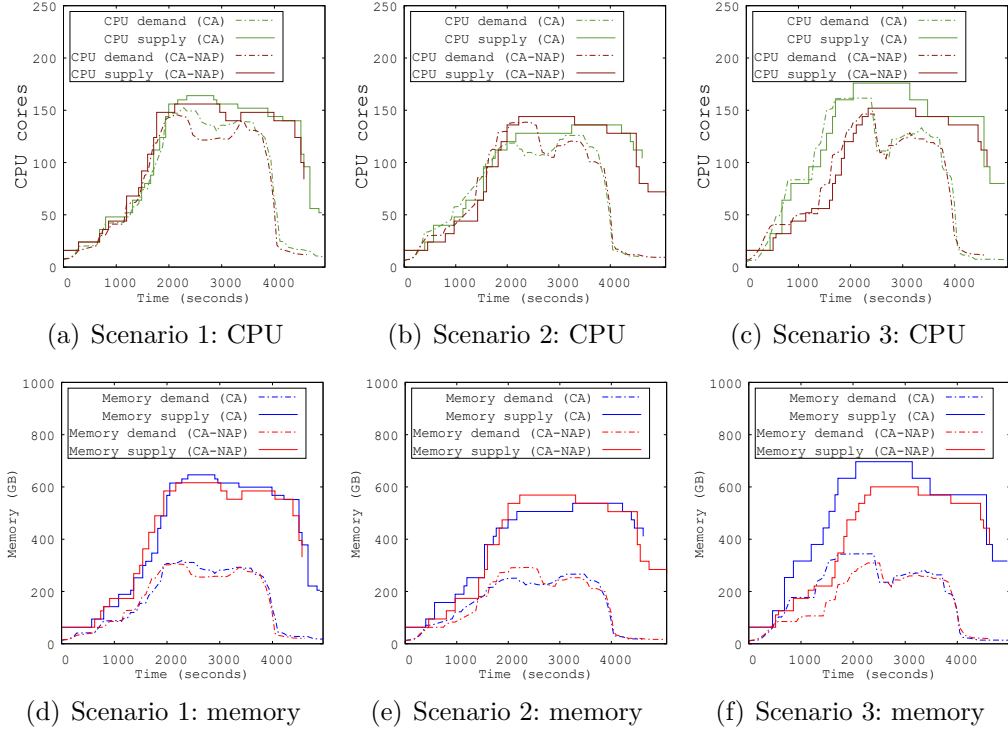 CPU cores
250
200
150
100
50
0
CPU demand (CA)
CPU supply (CA)
CPU demand (CA-NAP)
CPU supply (CA-NAP)
0 1000 2000 3000 4000
Time (seconds)
(a) Scenario 1: CPU
CPU cores
250
200
150
100
50
0
CPU demand (CA)
CPU supply (CA)
CPU demand (CA-NAP)
CPU supply (CA-NAP)
0 1000 2000 3000 4000
Time (seconds)
(b) Scenario 2: CPU
CPU cores
250
200
150
100
50
0
CPU demand (CA)
CPU supply (CA)
CPU demand (CA-NAP)
CPU supply (CA-NAP)
0 1000 2000 3000 4000
Time (seconds)
(c) Scenario 3: CPU
Memory (GB)
1000
800
600
400
200
0
Memory demand (CA)
Memory supply (CA)
Memory demand (CA-NAP)
Memory supply (CA-NAP)
0 1000 2000 3000 4000
Time (seconds)
(d) Scenario 1: memory
Memory (GB)
1000
800
600
400
200
0
Memory demand (CA)
Memory supply (CA)
Memory demand (CA-NAP)
Memory supply (CA-NAP)
0 1000 2000 3000 4000
Time (seconds)
(e) Scenario 2: memory
Memory (GB)
1000
800
600
400
200
0
Memory demand (CA)
Memory supply (CA)
Memory demand (CA-NAP)
Memory supply (CA-NAP)
0 1000 2000 3000 4000
Time (seconds)
(f) Scenario 3: memory